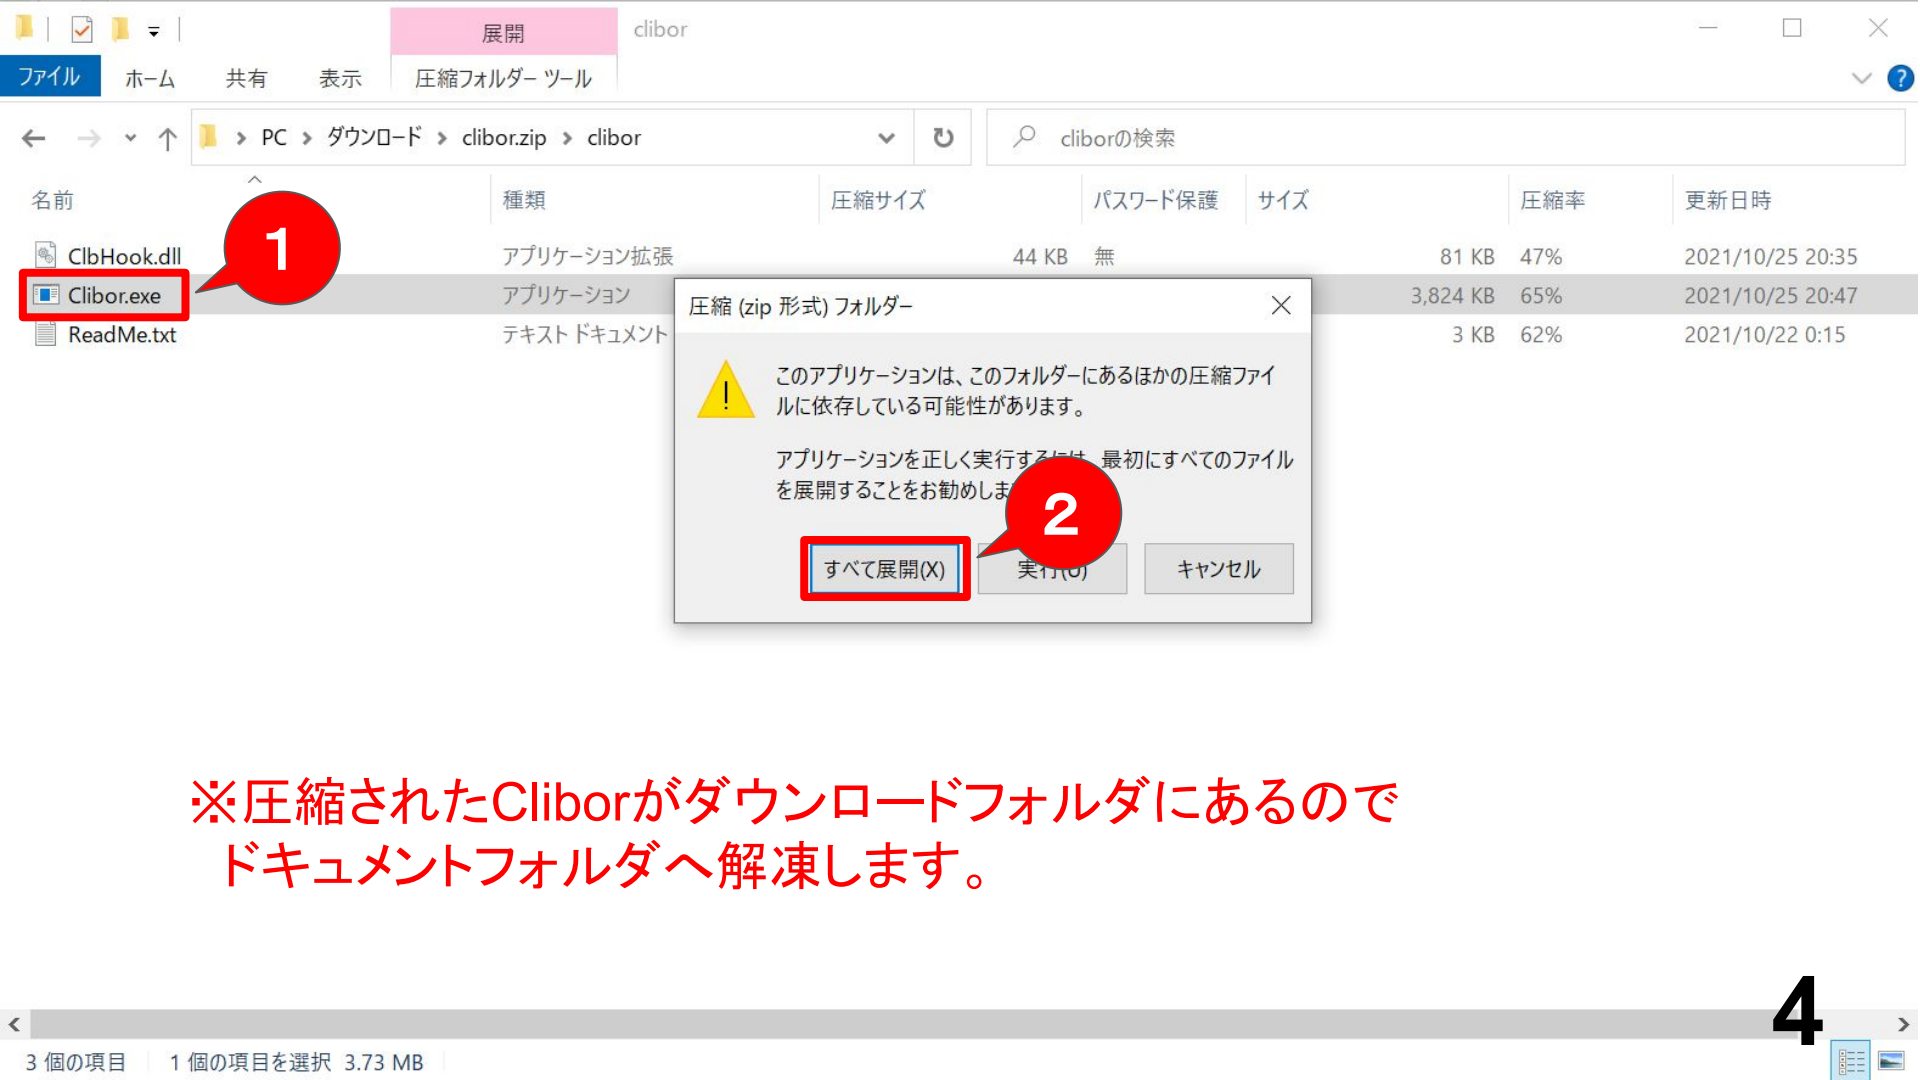 展開
clibor
ファイル ホーム 共有 表示 圧縮フォルダー ツール
PC ダウンロード clibor.zip clibor
cliborの検索
名前 種類 圧縮サイズ パスワード保護 サイズ 圧縮率 更新日時
ClbHook.dll アプリケーション拡張 44 KB 無 81 KB 47% 2021/10/25 20:35
Clibor.exe アプリケーション 3,824 KB 65% 2021/10/25 20:47
ReadMe.txt テキスト ドキュメント 3 KB 62% 2021/10/22 0:15
1
圧縮 (zip 形式) フォルダー
このアプリケーションは、このフォルダーにあるほかの圧縮ファイ
ルに依存している可能性があります。
アプリケーションを正しく実行するには、最初にすべてのファイル
を展開することをお勧めしま
2
すべて展開(X) 実行(U) キャンセル
※圧縮されたCliborがダウンロードフォルダにあるので
ドキュメントフォルダへ解凍します。
4
3 個の項目 1 個の項目を選択 3.73 MB